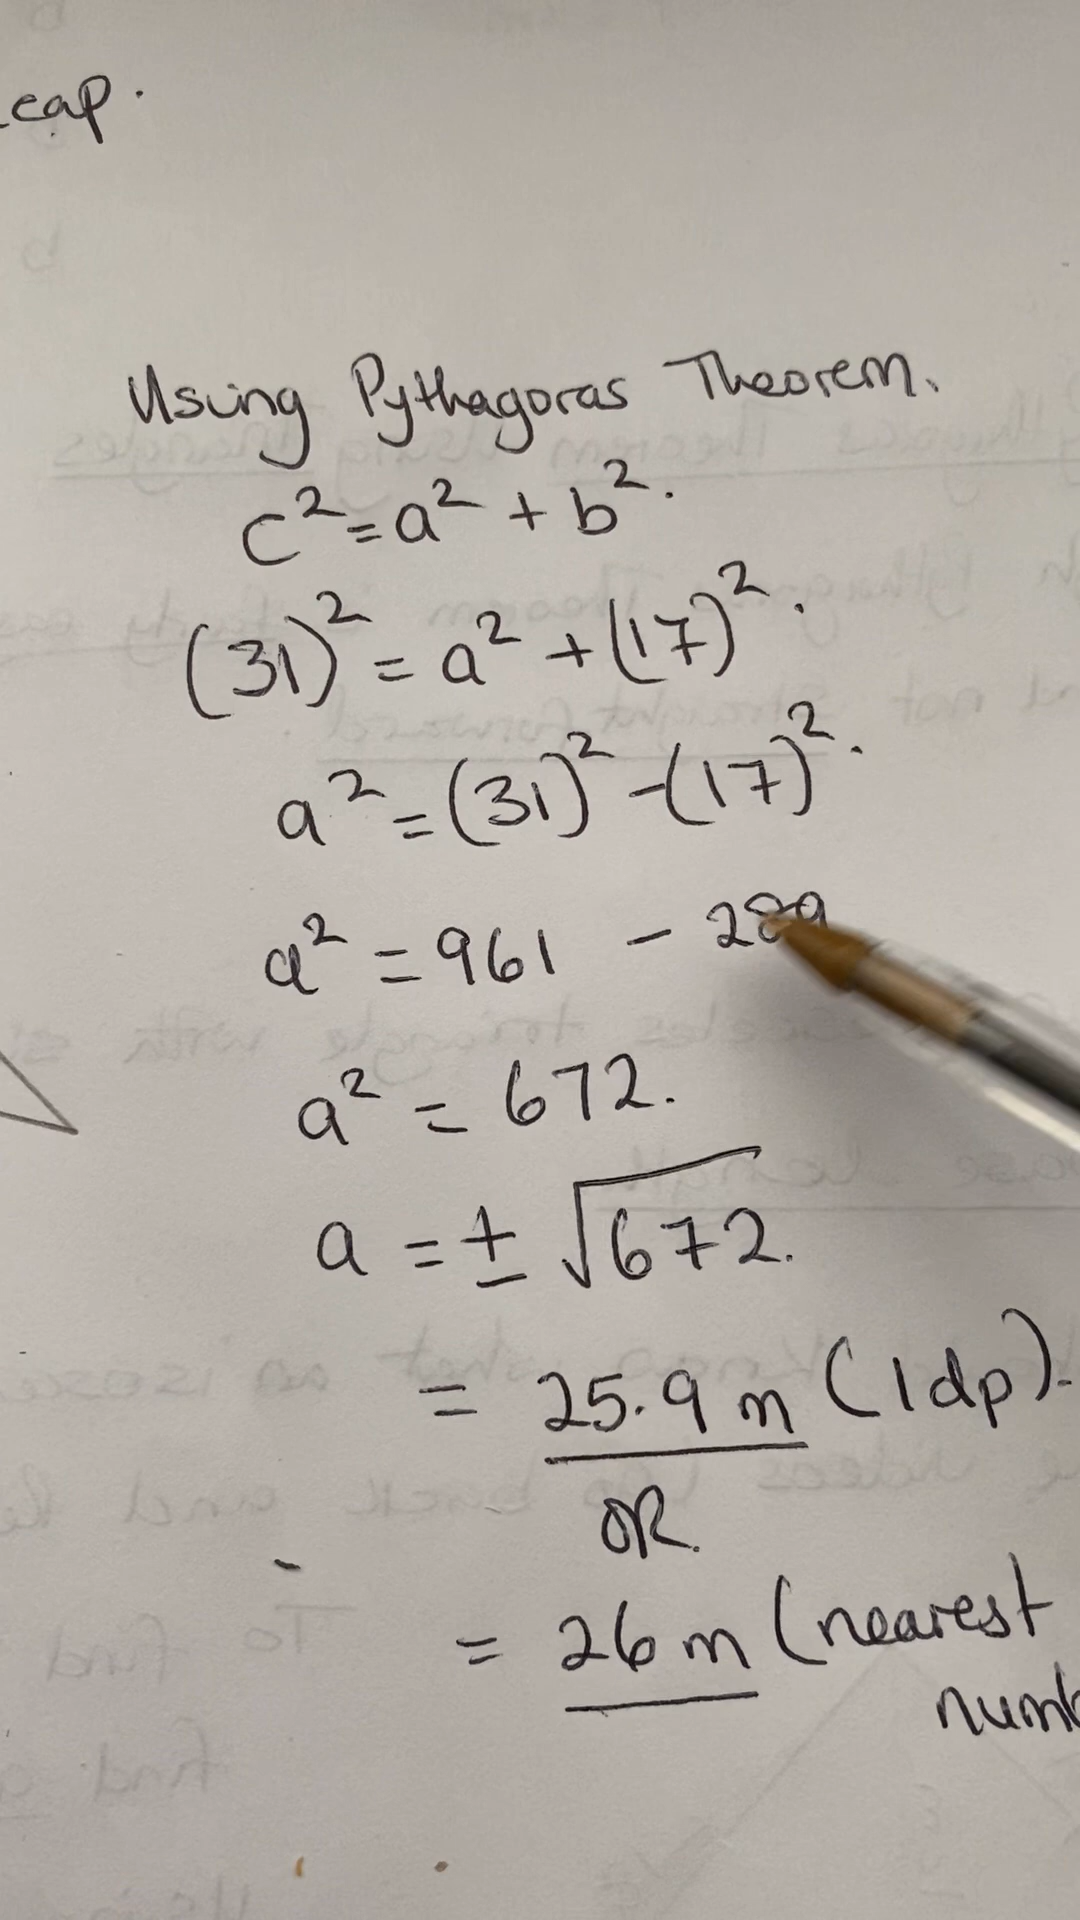 eap.
Using Pythagoras Theorem.
c² = a² + b².
(31)² = a² + (17)².
a² = (31)² - (17)².
a² = 961 - 289
a² = 672.
a = ± √672.
= 25.9 m (1dp).
OR.
= 26 m (nearest
numb